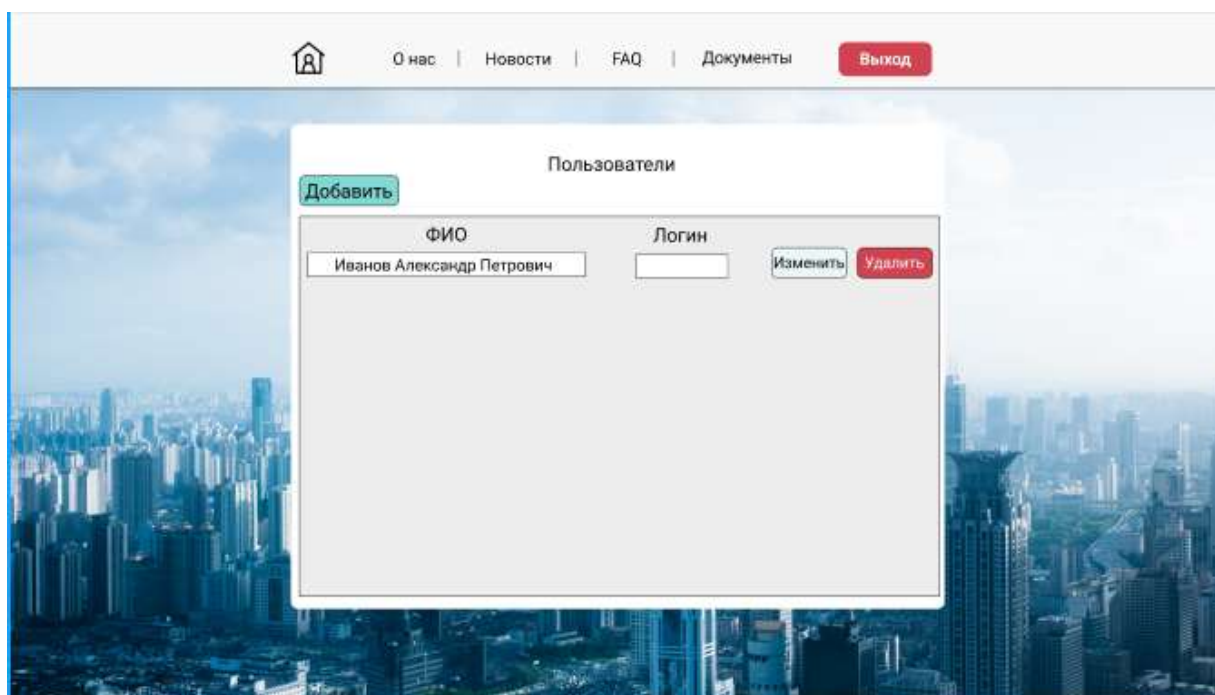 О нас | Новости | FAQ | Документы Выход
Пользователи
Добавить
ФИО Логин
Иванов Александр Петрович Изменить Удалить